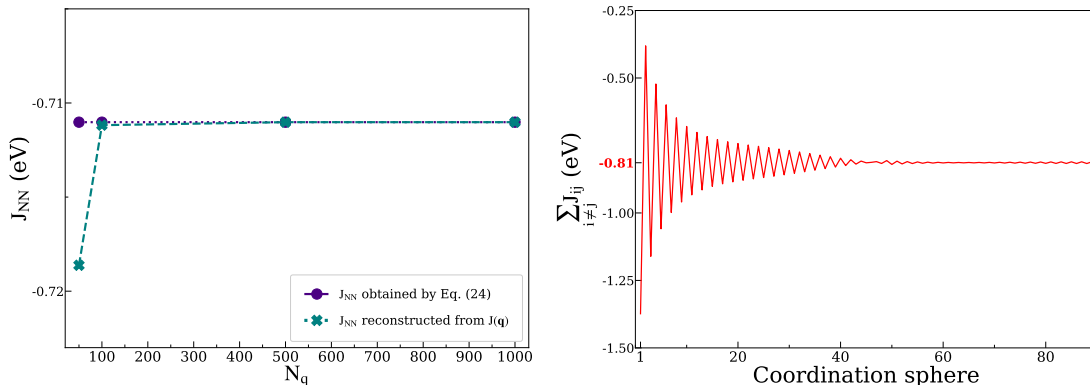 -0.71
-0.72
J_NN (eV)
100 200 300 400 500 600 700 800 900 1000
N_q
J_NN obtained by Eq. (24)
J_NN reconstructed from J(q)
-0.25
-0.50
-0.81
-1.00
-1.25
-1.50
∑ J_ij (eV)
i≠j
1 20 40 60 80
Coordination sphere